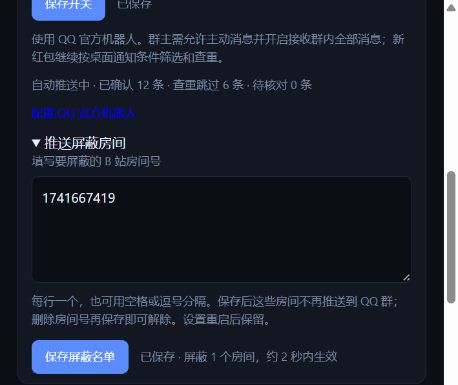 保存开关 已保存
使用 QQ 官方机器人。群主需允许主动消息并开启接收群内全部消息；新
红包继续按桌面通知条件筛选和查重。
自动推送中 · 已确认 12 条 · 查重跳过 6 条 · 待核对 0 条
配置 QQ 官方机器人
▼ 推送屏蔽房间
填写要屏蔽的 B 站房间号
1741667419
每行一个，也可用空格或逗号分隔。保存后这些房间不再推送到 QQ 群；
删除房间号再保存即可解除。设置重启后保留。
保存屏蔽名单 已保存 · 屏蔽 1 个房间，约 2 秒内生效